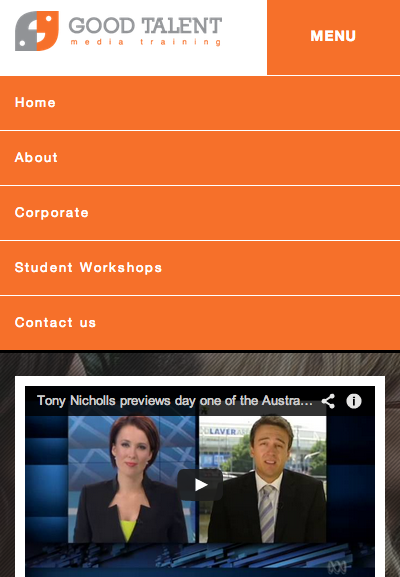 GOOD TALENT
media training
MENU
Home
About
Corporate
Student Workshops
Contact us
Tony Nicholls previews day one of the Austra...
LAVER
abc